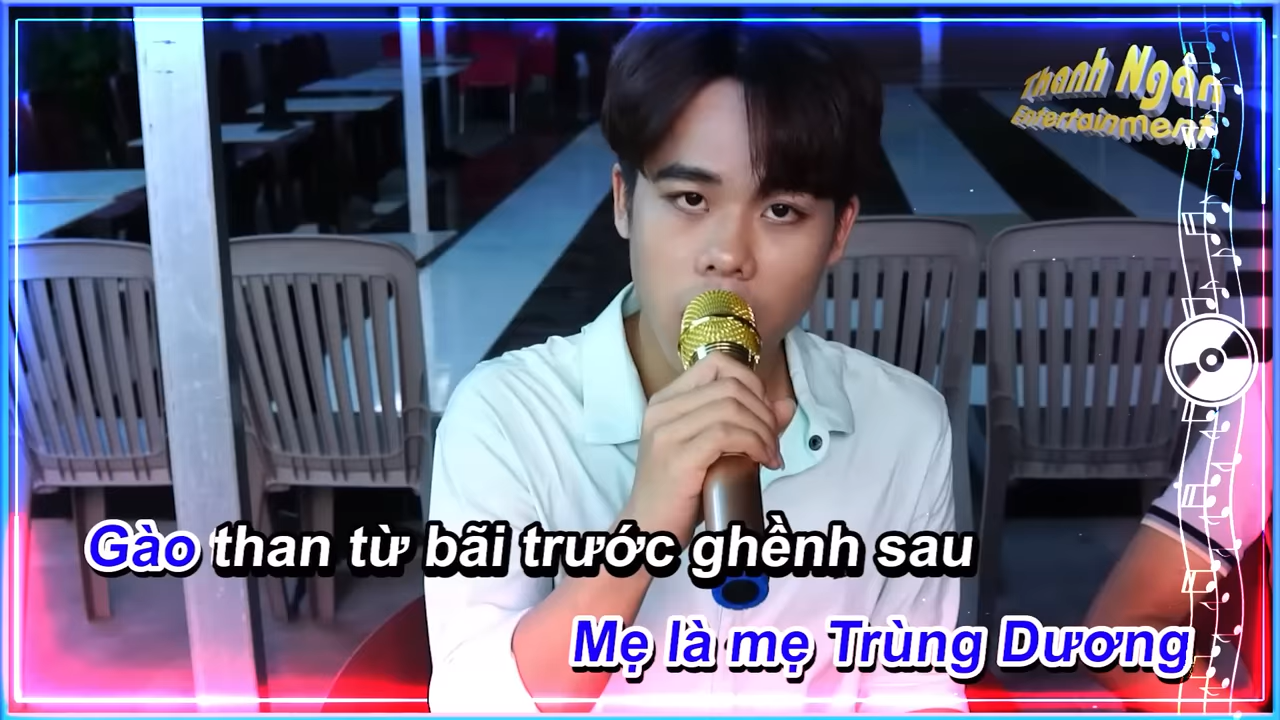 Thanh Ngân
Entertainment
Gào than từ bãi trước ghềnh sau
Mẹ là mẹ Trùng Dương